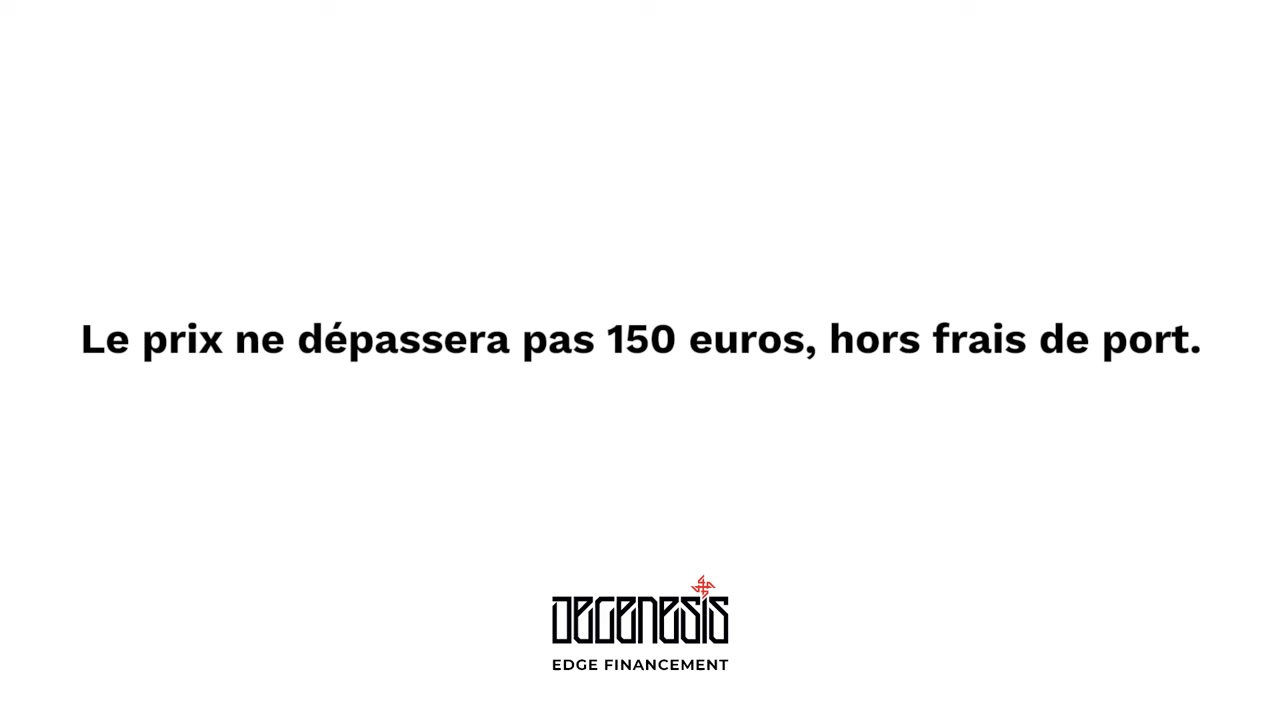 Le prix ne dépassera pas 150 euros, hors frais de port.
DEGENESIS
EDGE FINANCEMENT